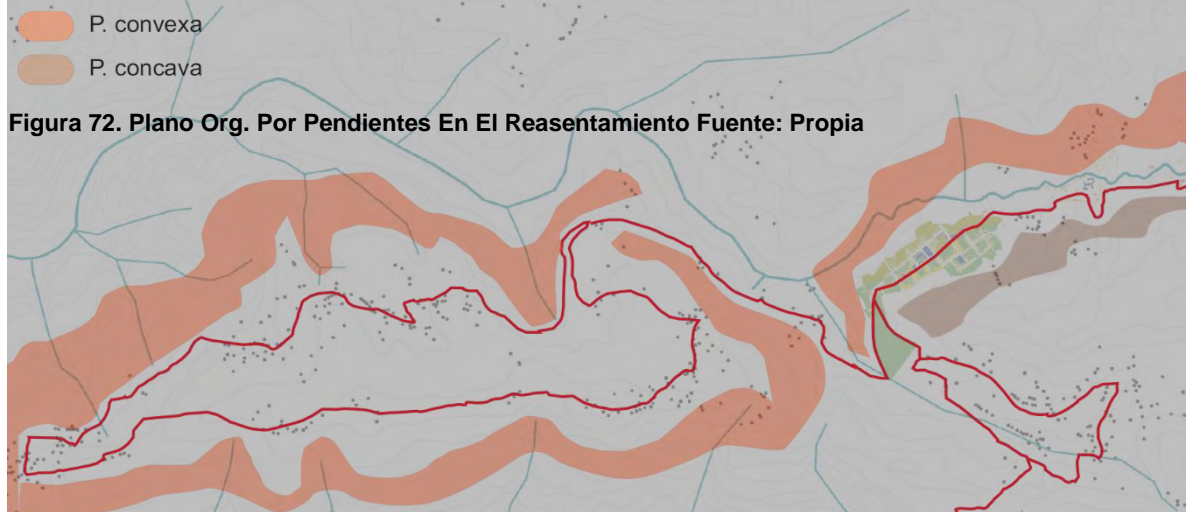 P. convexa
P. concava
Figura 72. Plano Org. Por Pendientes En El Reasentamiento Fuente: Propia